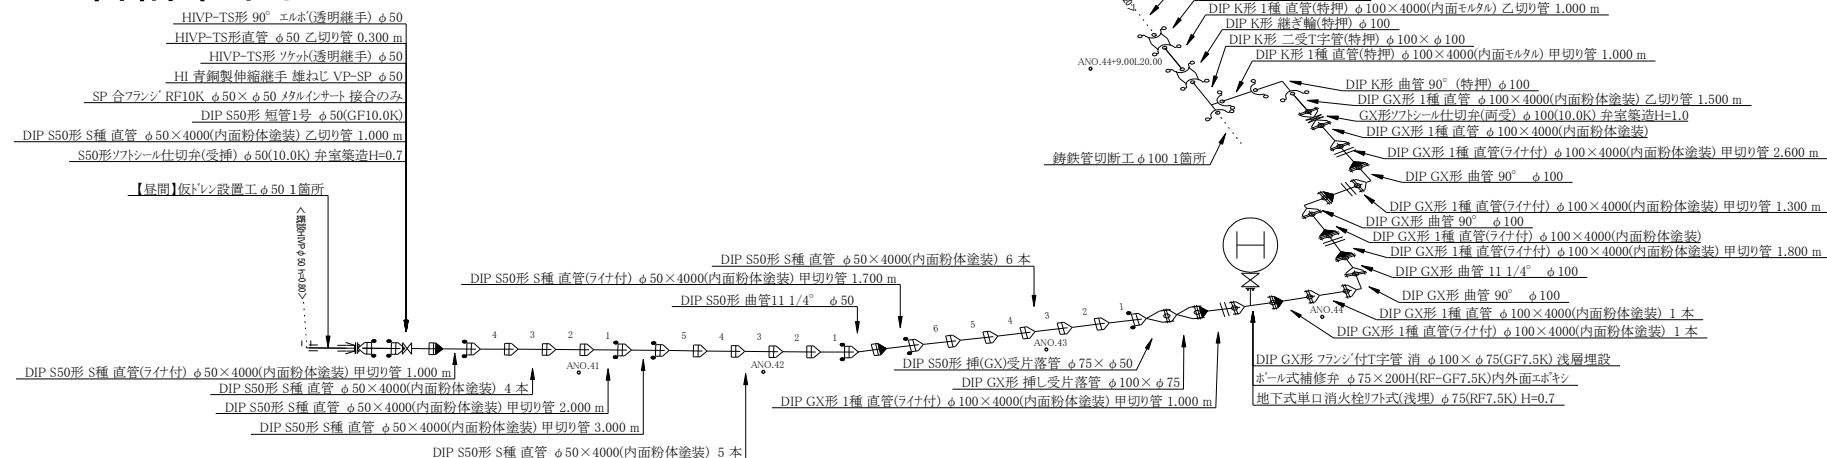 HIVP-TS形 90° エルボ(透明継手) φ50
HIVP-TS形直管 φ50 乙切り管 0.300 m
HIVP-TS形 ソケット(透明継手) φ50
HI 青銅製伸縮継手 雄ねじ VP-SP φ50
SP 合フランジ RF10K φ50×φ50 メタルインサート 接合のみ
DIP S50形 短管1号 φ50(GF10.0K)
DIP S50形 S種 直管 φ50×4000(内面粉体塗装) 乙切り管 1.000 m
S50形ソフトシール仕切弁(受挿) φ50(10.0K) 弁室築造H=0.7
【昼間】仮ドレン設置工φ50 1箇所
DIP K形 1種 直管(特押) φ100×4000(内面モルタル) 乙切り管 1.000 m
DIP K形 継ぎ輪(特押) φ100
DIP K形 二受T字管(特押) φ100×φ100
DIP K形 1種 直管(特押) φ100×4000(内面モルタル) 甲切り管 1.000 m
ANO.44+9.00L20.00
DIP K形 曲管 90° (特押) φ100
DIP GX形 1種 直管 φ100×4000(内面粉体塗装) 乙切り管 1.500 m
GX形ソフトシール仕切弁(両受) φ100(10.0K) 弁室築造H=1.0
DIP GX形 1種 直管 φ100×4000(内面粉体塗装)
鋳鉄管切断工φ100 1箇所
DIP GX形 1種 直管(ライナ付) φ100×4000(内面粉体塗装) 甲切り管 2.600 m
DIP GX形 曲管 90° φ100
DIP GX形 1種 直管(ライナ付) φ100×4000(内面粉体塗装) 甲切り管 1.300 m
DIP GX形 曲管 90° φ100
DIP GX形 1種 直管(ライナ付) φ100×4000(内面粉体塗装)
DIP GX形 1種 直管(ライナ付) φ100×4000(内面粉体塗装) 甲切り管 1.800 m
DIP GX形 曲管 11 1/4° φ100
DIP GX形 曲管 90° φ100
ANO.44
DIP GX形 1種 直管 φ100×4000(内面粉体塗装) 1 本
DIP GX形 1種 直管(ライナ付) φ100×4000(内面粉体塗装) 1 本
H
DIP S50形 S種 直管 φ50×4000(内面粉体塗装) 6 本
DIP S50形 S種 直管(ライナ付) φ50×4000(内面粉体塗装) 甲切り管 1.700 m
DIP S50形 曲管11 1/4° φ50
4 3 2 1 5 4 3 2 1 6 5 4 3 2 1
ANO.41
ANO.42
ANO.43
DIP S50形 S種 直管(ライナ付) φ50×4000(内面粉体塗装) 甲切り管 1.000 m
DIP S50形 S種 直管 φ50×4000(内面粉体塗装) 4 本
DIP S50形 S種 直管 φ50×4000(内面粉体塗装) 甲切り管 2.000 m
DIP S50形 S種 直管 φ50×4000(内面粉体塗装) 甲切り管 3.000 m
DIP S50形 S種 直管 φ50×4000(内面粉体塗装) 5 本
DIP S50形 挿(GX)受片落管 φ75×φ50
DIP GX形 挿し受片落管 φ100×φ75
DIP GX形 1種 直管(ライナ付) φ100×4000(内面粉体塗装) 甲切り管 1.000 m
DIP GX形 フランジ付T字管 消 φ100×φ75(GF7.5K) 浅層埋設
ボール式補修弁 φ75×200H(RF-GF7.5K)内外面エポキシ
地下式単口消火栓リフト式(浅埋) φ75(RF7.5K) H=0.7